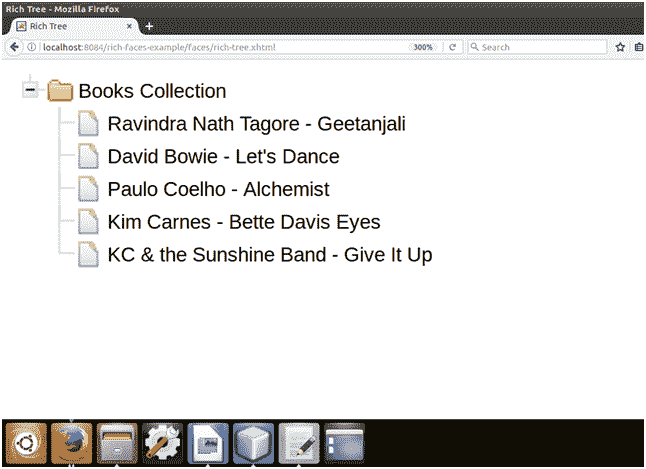 Rich Tree - Mozilla Firefox
Rich Tree
localhost:8084/rich-faces-example/faces/rich-tree.xhtml
300%
Search
Books Collection
Ravindra Nath Tagore - Geetanjali
David Bowie - Let's Dance
Paulo Coelho - Alchemist
Kim Carnes - Bette Davis Eyes
KC & the Sunshine Band - Give It Up